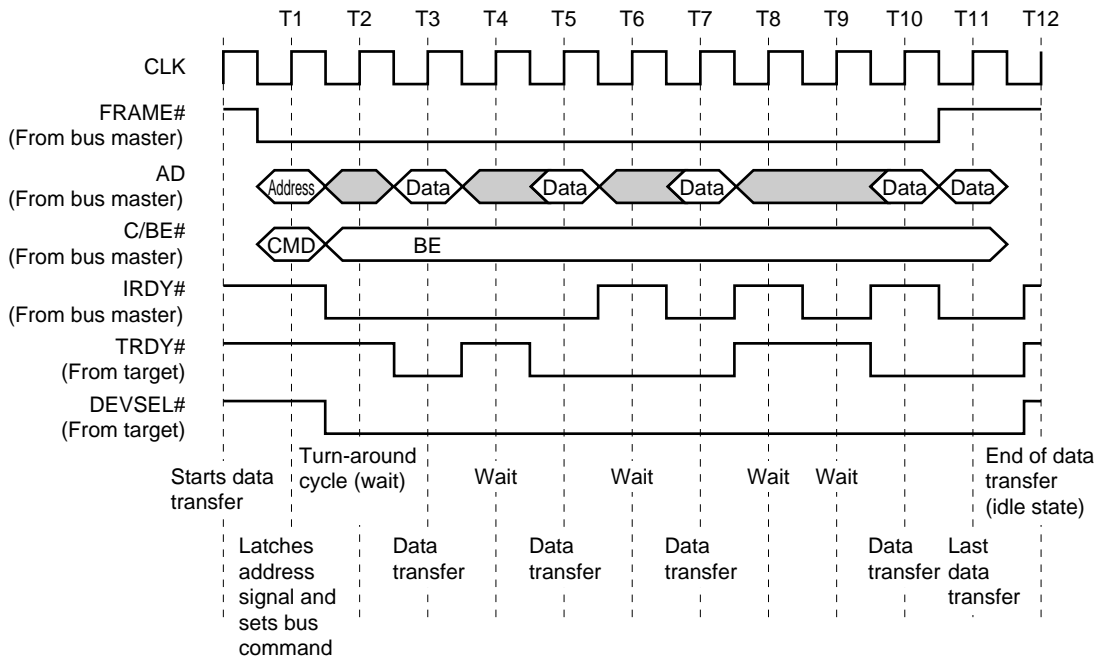 T1 T2 T3 T4 T5 T6 T7 T8 T9 T10 T11 T12
CLK
FRAME#
(From bus master)
AD
(From bus master)
Address Data Data Data Data Data
C/BE#
(From bus master)
CMD BE
IRDY#
(From bus master)
TRDY#
(From target)
DEVSEL#
(From target)
Starts data
transfer
Turn-around
cycle (wait)
Wait
Wait
Wait
Wait
End of data
transfer
(idle state)
Latches
address
signal and
sets bus
command
Data
transfer
Data
transfer
Data
transfer
Data
transfer
Last
data
transfer